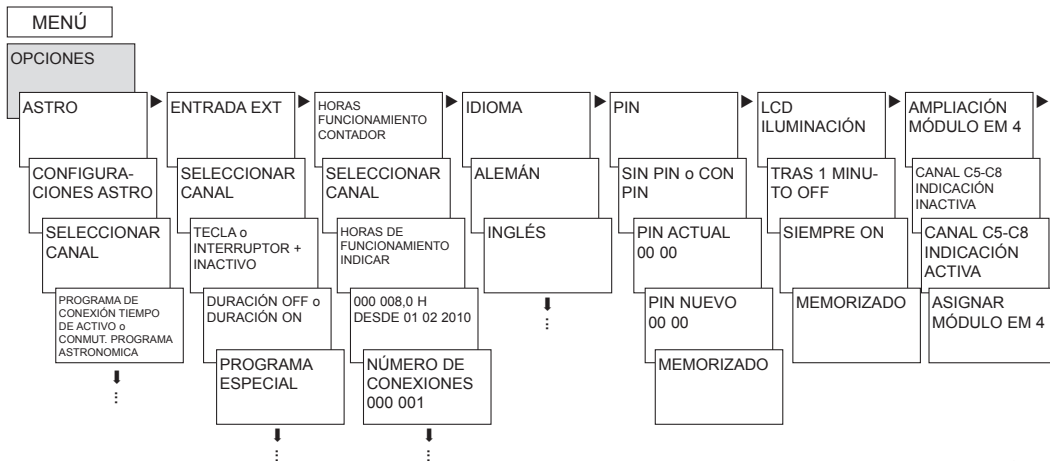 MENÚ
OPCIONES
ASTRO
CONFIGURA-
CIONES ASTRO
SELECCIONAR
CANAL
PROGRAMA DE
CONEXIÓN TIEMPO
DE ACTIVO o
CONMUT. PROGRAMA
ASTRONOMICA
ENTRADA EXT
SELECCIONAR
CANAL
TECLA o
INTERRUPTOR +
INACTIVO
DURACIÓN OFF o
DURACIÓN ON
PROGRAMA
ESPECIAL
HORAS
FUNCIONAMIENTO
CONTADOR
SELECCIONAR
CANAL
HORAS DE
FUNCIONAMIENTO
INDICAR
000 008,0 H
DESDE 01 02 2010
NÚMERO DE
CONEXIONES
000 001
IDIOMA
ALEMÁN
INGLÉS
PIN
SIN PIN o CON
PIN
PIN ACTUAL
00 00
PIN NUEVO
00 00
MEMORIZADO
LCD
ILUMINACIÓN
TRAS 1 MINU-
TO OFF
SIEMPRE ON
MEMORIZADO
AMPLIACIÓN
MÓDULO EM 4
CANAL C5-C8
INDICACIÓN
INACTIVA
CANAL C5-C8
INDICACIÓN
ACTIVA
ASIGNAR
MÓDULO EM 4